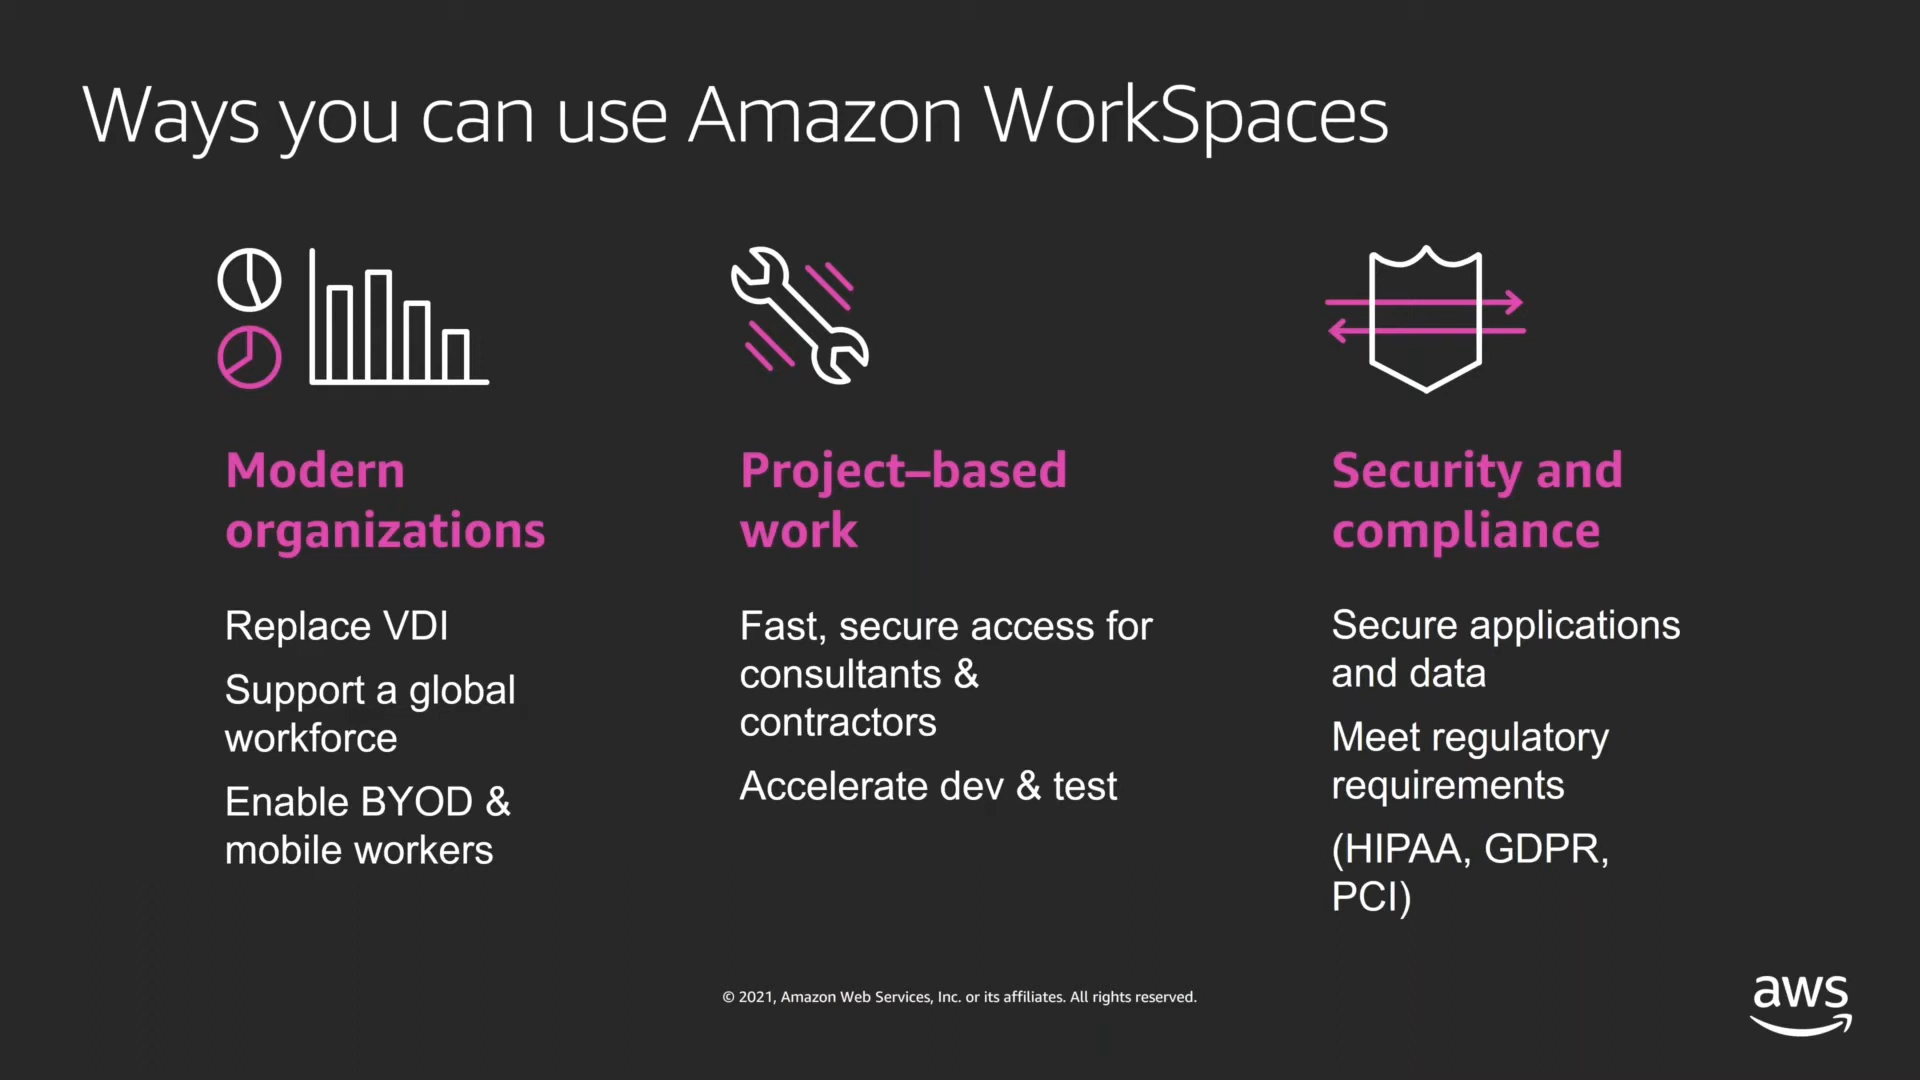 Ways you can use Amazon WorkSpaces
Modern
organizations
Replace VDI
Support a global
workforce
Enable BYOD &
mobile workers
Project–based
work
Fast, secure access for
consultants &
contractors
Accelerate dev & test
Security and
compliance
Secure applications
and data
Meet regulatory
requirements
(HIPAA, GDPR,
PCI)
© 2021, Amazon Web Services, Inc. or its affiliates. All rights reserved.
aws